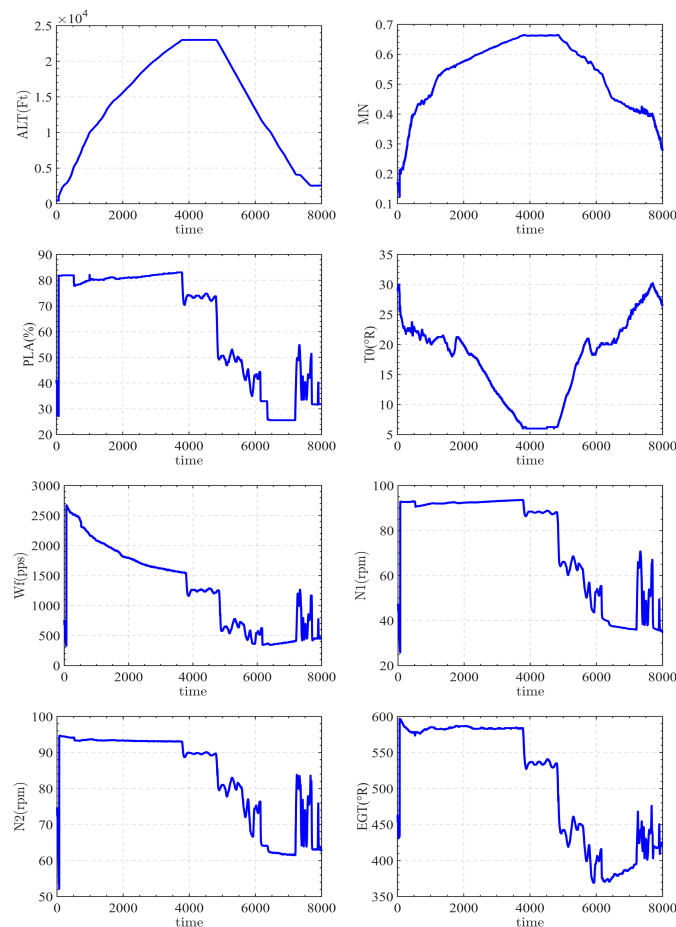 ×10⁴
2.5
2
1.5
1
0.5
0
0 2000 4000 6000 8000
time
ALT(Ft)
0.7
0.6
0.5
0.4
0.3
0.2
0.1
0 2000 4000 6000 8000
time
MN
90
80
70
60
50
40
30
20
0 2000 4000 6000 8000
time
PLA(%)
35
30
25
20
15
10
5
0 2000 4000 6000 8000
time
T0(°R)
3000
2500
2000
1500
1000
500
0
0 2000 4000 6000 8000
time
Wf(pps)
100
80
60
40
20
0 2000 4000 6000 8000
time
N1(rpm)
100
90
80
70
60
50
0 2000 4000 6000 8000
time
N2(rpm)
600
550
500
450
400
350
0 2000 4000 6000 8000
time
EGT(°R)